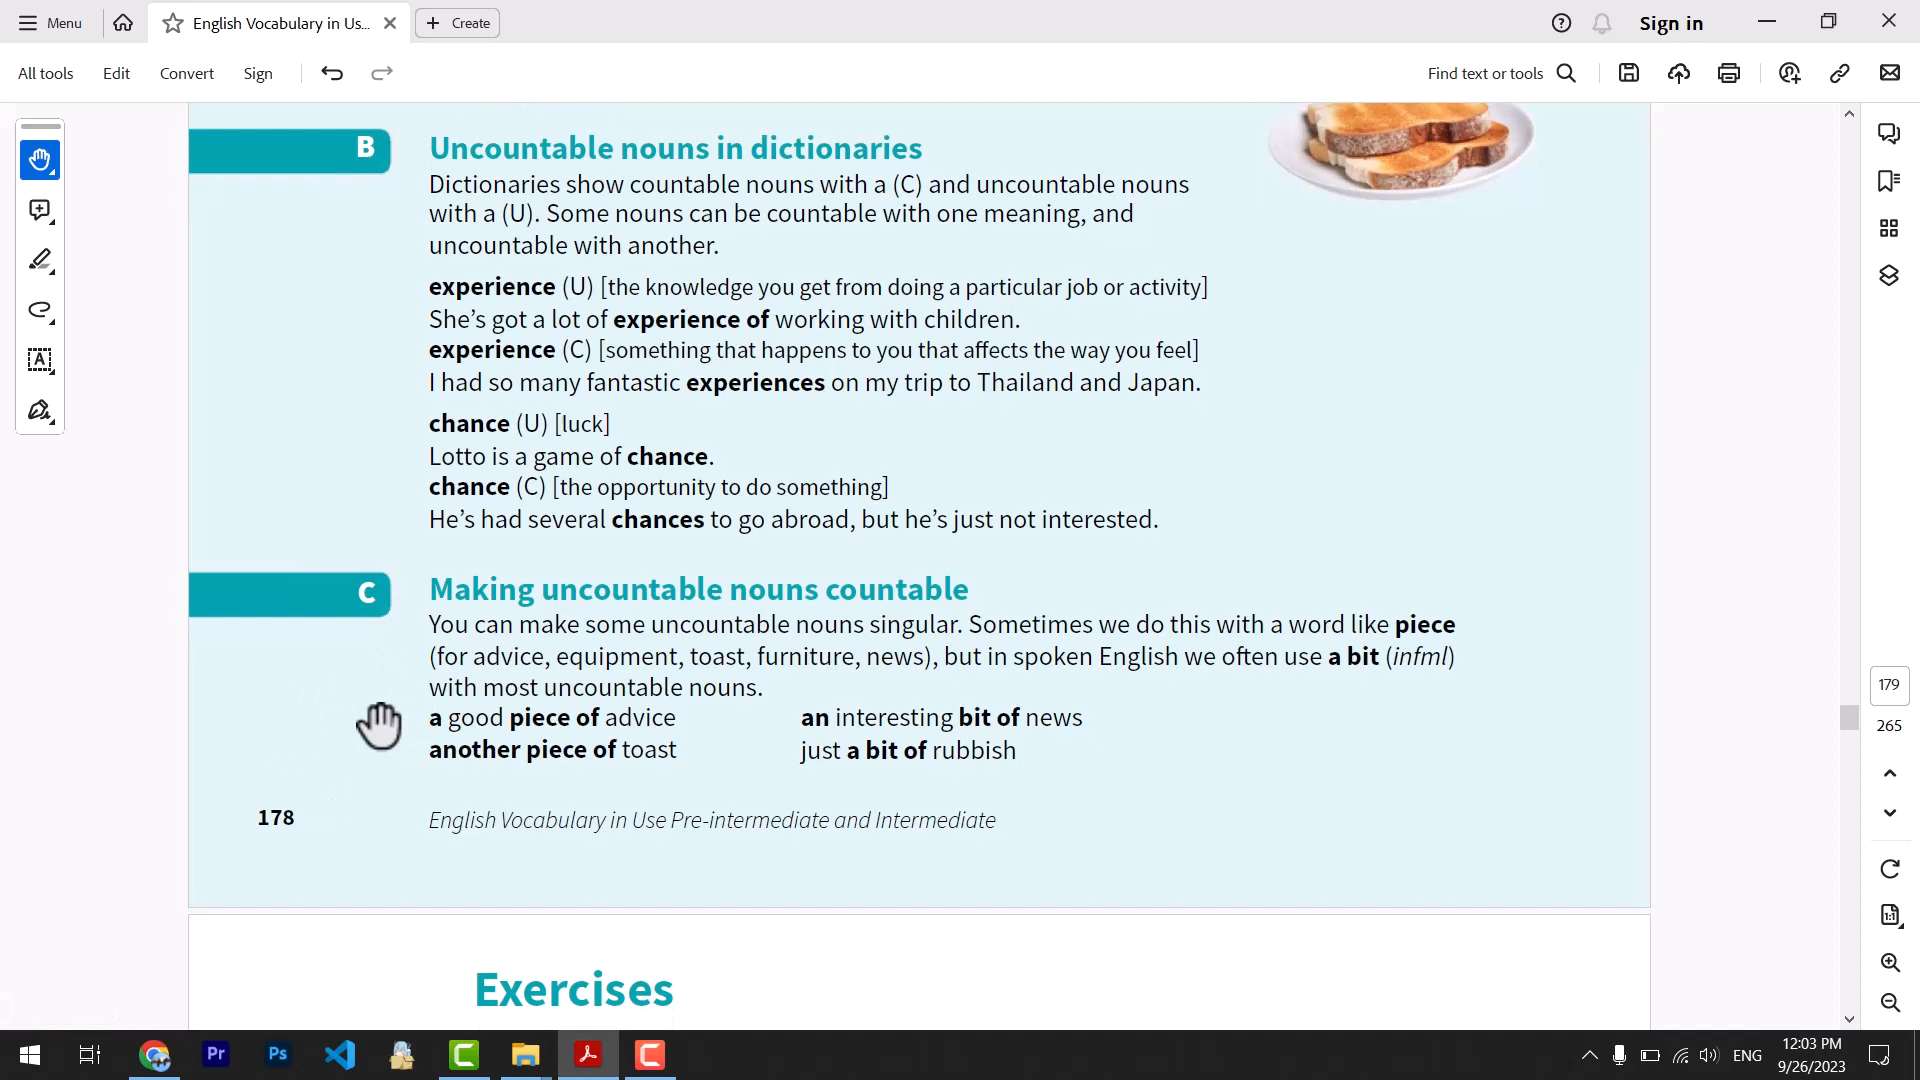 Menu
English Vocabulary in Us...
Create
Sign in
All tools
Edit
Convert
Sign
Find text or tools
B
Uncountable nouns in dictionaries
Dictionaries show countable nouns with a (C) and uncountable nouns
with a (U). Some nouns can be countable with one meaning, and
uncountable with another.
experience (U) [the knowledge you get from doing a particular job or activity]
She's got a lot of experience of working with children.
experience (C) [something that happens to you that affects the way you feel]
I had so many fantastic experiences on my trip to Thailand and Japan.
chance (U) [luck]
Lotto is a game of chance.
chance (C) [the opportunity to do something]
He's had several chances to go abroad, but he's just not interested.
C
Making uncountable nouns countable
You can make some uncountable nouns singular. Sometimes we do this with a word like piece
(for advice, equipment, toast, furniture, news), but in spoken English we often use a bit (infml)
with most uncountable nouns.
a good piece of advice
an interesting bit of news
another piece of toast
just a bit of rubbish
178
English Vocabulary in Use Pre-intermediate and Intermediate
Exercises
179
265
1:1
Pr
Ps
ENG
12:03 PM
9/26/2023